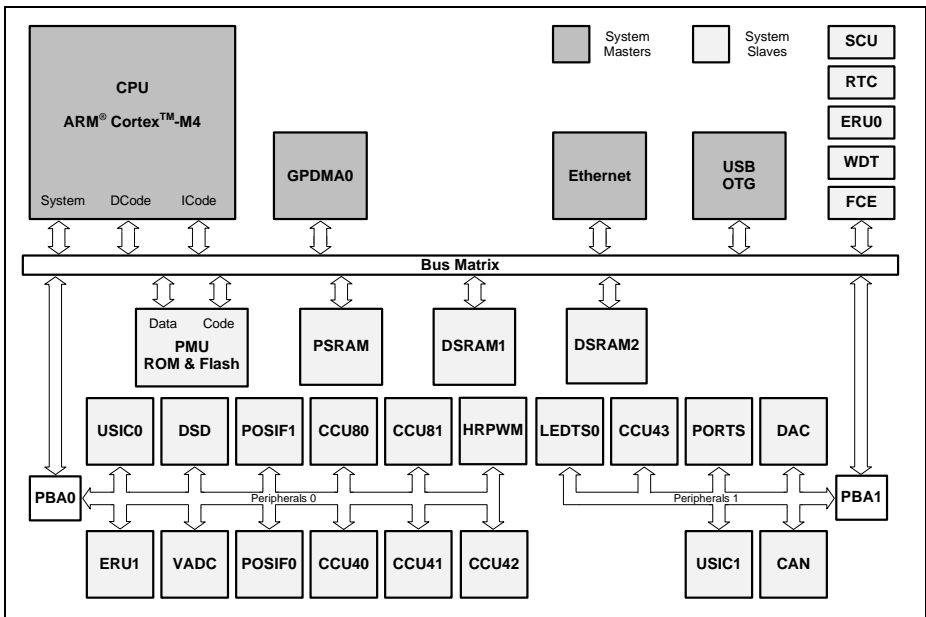 CPU
ARM® Cortex™-M4
System DCode ICode
GPDMA0
System
Masters
System
Slaves
Ethernet
USB
OTG
SCU
RTC
ERU0
WDT
FCE
Bus Matrix
Data Code
PMU
ROM & Flash
PSRAM
DSRAM1
DSRAM2
USIC0 DSD POSIF1 CCU80 CCU81 HRPWM LEDTS0 CCU43 PORTS DAC
PBA0 Peripherals 0 Peripherals 1 PBA1
ERU1 VADC POSIF0 CCU40 CCU41 CCU42 USIC1 CAN